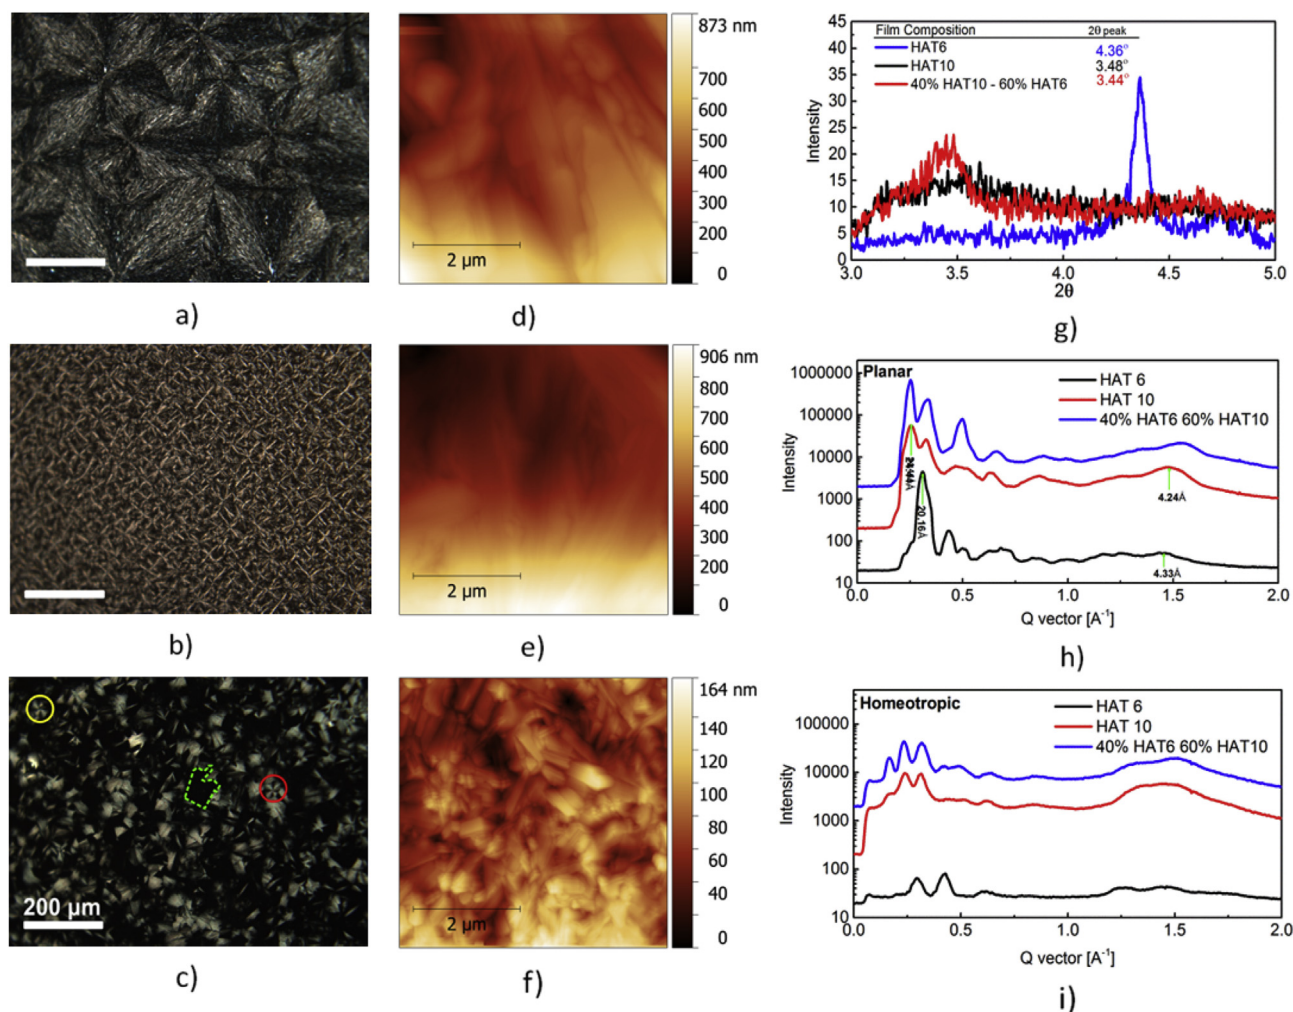 873 nm
700
600
500
400
300
200
100
0
2 µm
a)
d)
45
40
35
30
25
20
15
10
5
0
Intensity
Film Composition 2θ peak
HAT6 4.36°
HAT10 3.48°
40% HAT10 - 60% HAT6 3.44°
3.0 3.5 4.0 4.5 5.0
2θ
g)
906 nm
800
700
600
500
400
300
200
100
0
2 µm
b)
e)
Planar
1000000
100000
10000
1000
100
10
Intensity
HAT 6
HAT 10
40% HAT6 60% HAT10
20.16Å
4.24Å
4.33Å
0.0 0.5 1.0 1.5 2.0
Q vector [A⁻¹]
h)
200 µm
164 nm
140
120
100
80
60
40
20
0
2 µm
c)
f)
Homeotropic
100000
10000
1000
100
10
Intensity
HAT 6
HAT 10
40% HAT6 60% HAT10
0.0 0.5 1.0 1.5 2.0
Q vector [A⁻¹]
i)